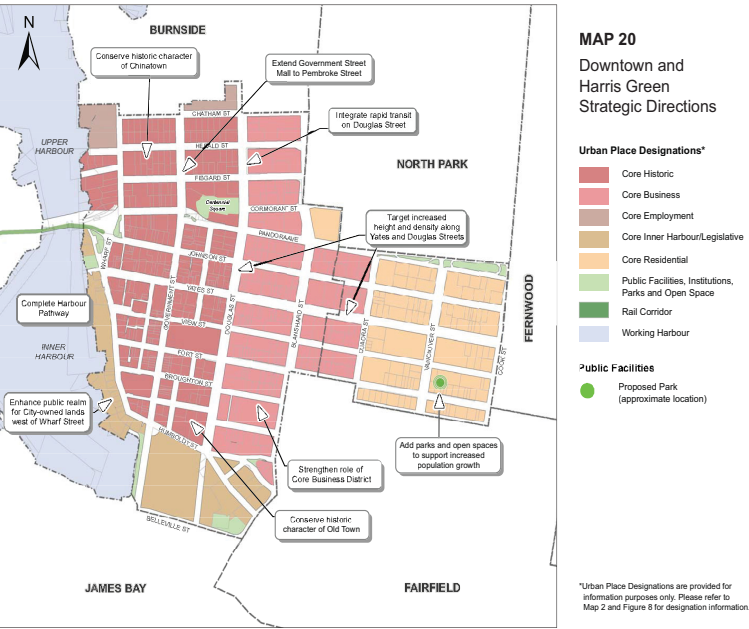 N
BURNSIDE
Conserve historic character
of Chinatown
Extend Government Street
Mall to Pembroke Street
Integrate rapid transit
on Douglas Street
CHATHAM ST
HERALD ST
FISGARD ST
UPPER
HARBOUR
Centennial
Square
CORMORANT ST
PANDORA AVE
NORTH PARK
Target increased
height and density along
Yates and Douglas Streets
WHARF ST
JOHNSON ST
YATES ST
GOVERNMENT ST
VIEW ST
DOUGLAS ST
BLANSHARD ST
QUADRA ST
VANCOUVER ST
COOK ST
FERNWOOD
Complete Harbour
Pathway
INNER
HARBOUR
FORT ST
BROUGHTON ST
Enhance public realm
for City-owned lands
west of Wharf Street
HUMBOLDT ST
Add parks and open spaces
to support increased
population growth
Strengthen role of
Core Business District
Conserve historic
character of Old Town
BELLEVILLE ST
JAMES BAY
FAIRFIELD
MAP 20
Downtown and
Harris Green
Strategic Directions
Urban Place Designations*
Core Historic
Core Business
Core Employment
Core Inner Harbour/Legislative
Core Residential
Public Facilities, Institutions,
Parks and Open Space
Rail Corridor
Working Harbour
Public Facilities
Proposed Park
(approximate location)
*Urban Place Designations are provided for
information purposes only. Please refer to
Map 2 and Figure 8 for designation information.